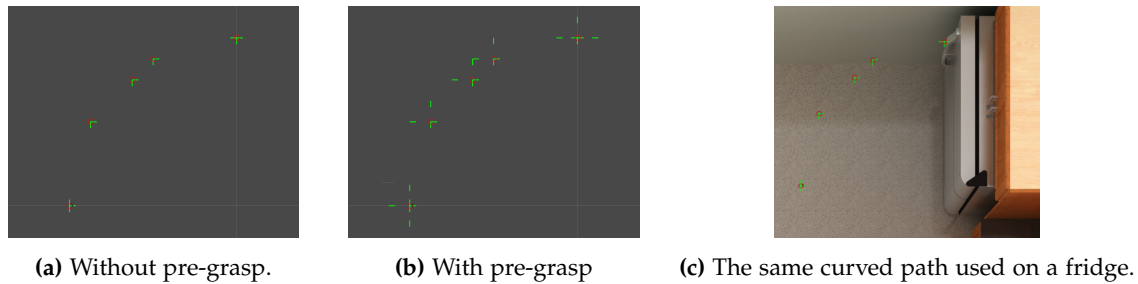 (a) Without pre-grasp.
(b) With pre-grasp
(c) The same curved path used on a fridge.